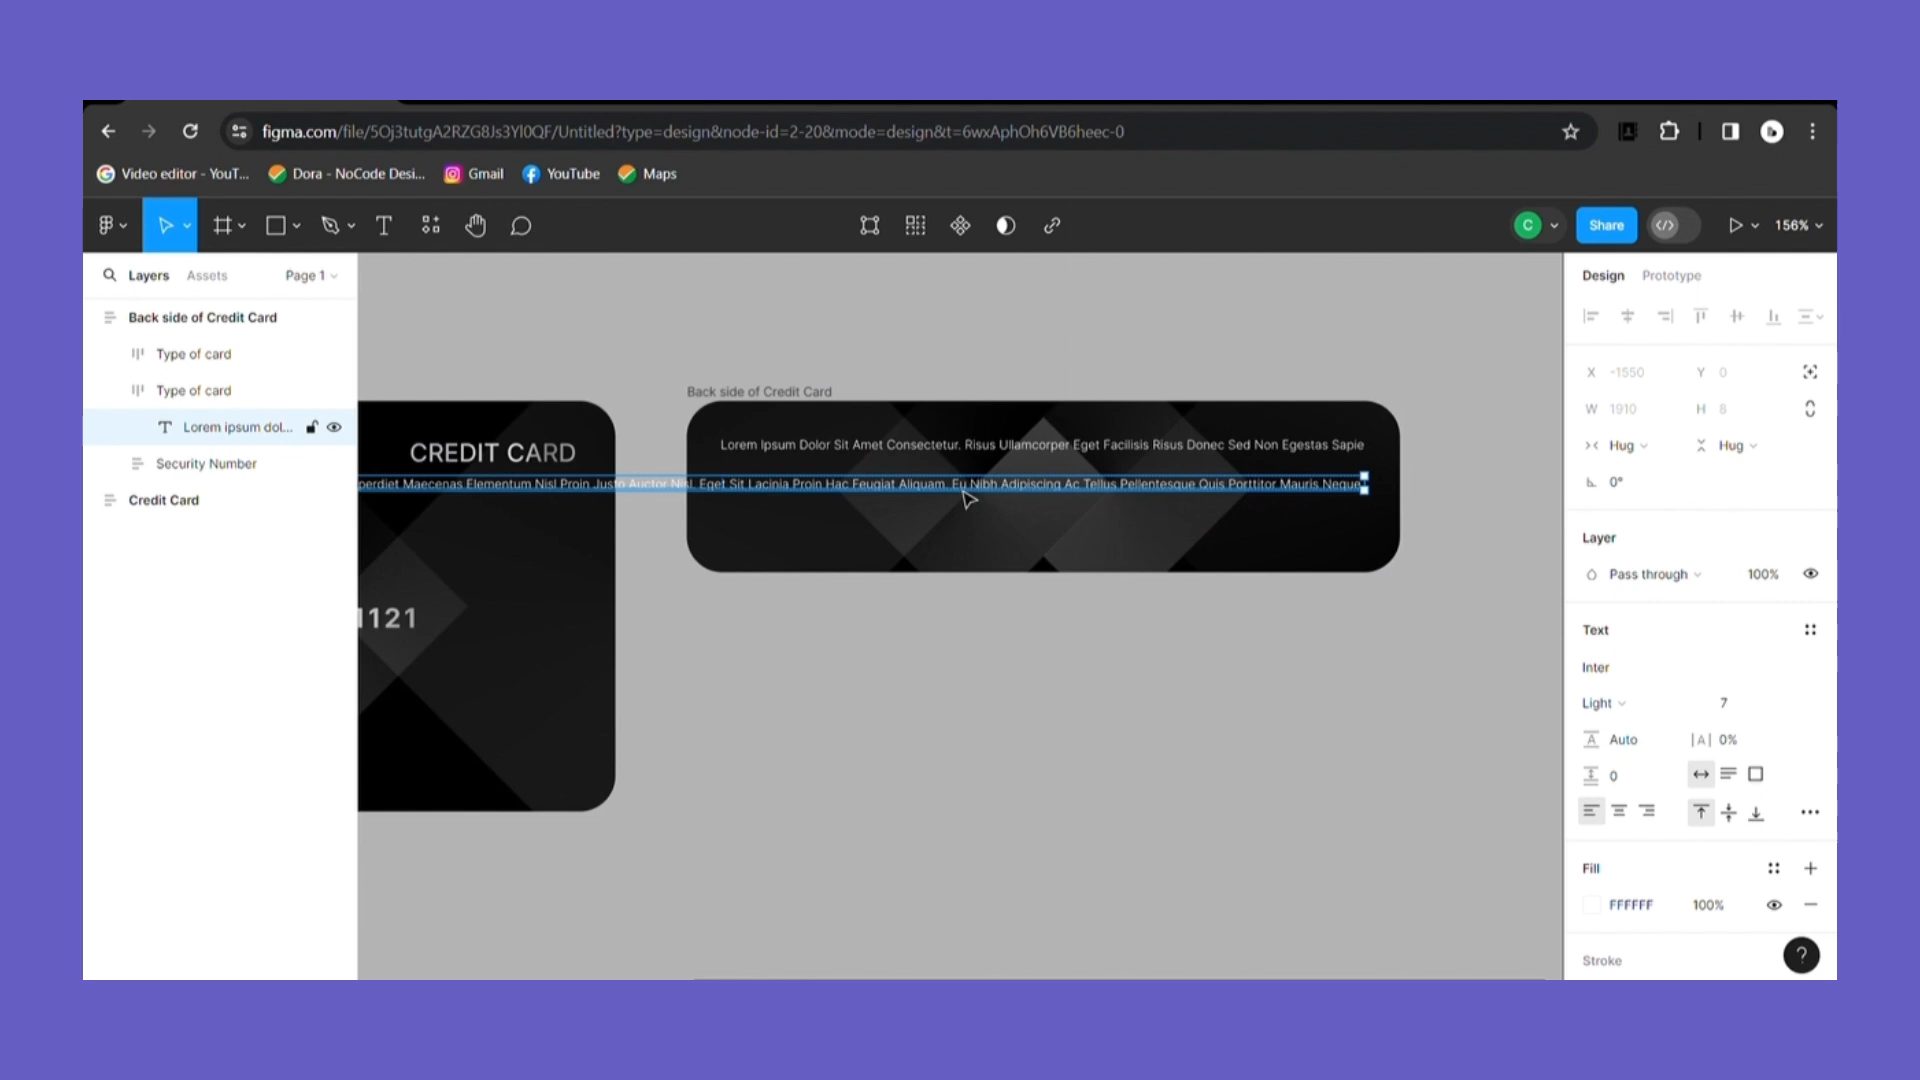 figma.com/file/5Oj3tutgA2RZG8Js3Yl0QF/Untitled?type=design&node-id=2-20&mode=design&t=6wxAphOh6VB6heec-0
Video editor - YouT... Dora - NoCode Desi... Gmail YouTube Maps
C Share 156%
Layers Assets Page 1
Back side of Credit Card
Type of card
Type of card
Lorem ipsum dol...
Security Number
Credit Card
CREDIT CARD
1121
Back side of Credit Card
Lorem Ipsum Dolor Sit Amet Consectetur. Risus Ullamcorper Eget Facilisis Risus Donec Sed Non Egestas Sapie
perdiet Maecenas Elementum Nisl Proin Justo Auctor Nisl. Eget Sit Lacinia Proin Hac Feugiat Aliquam. Eu Nibh Adipiscing Ac Tellus Pellentesque Quis Porttitor Mauris Neque.
Design Prototype
X -1550 Y 0
W 1910 H 8
Hug Hug
0°
Layer
Pass through 100%
Text
Inter
Light 7
Auto |A| 0%
0
Fill
FFFFFF 100%
Stroke
?